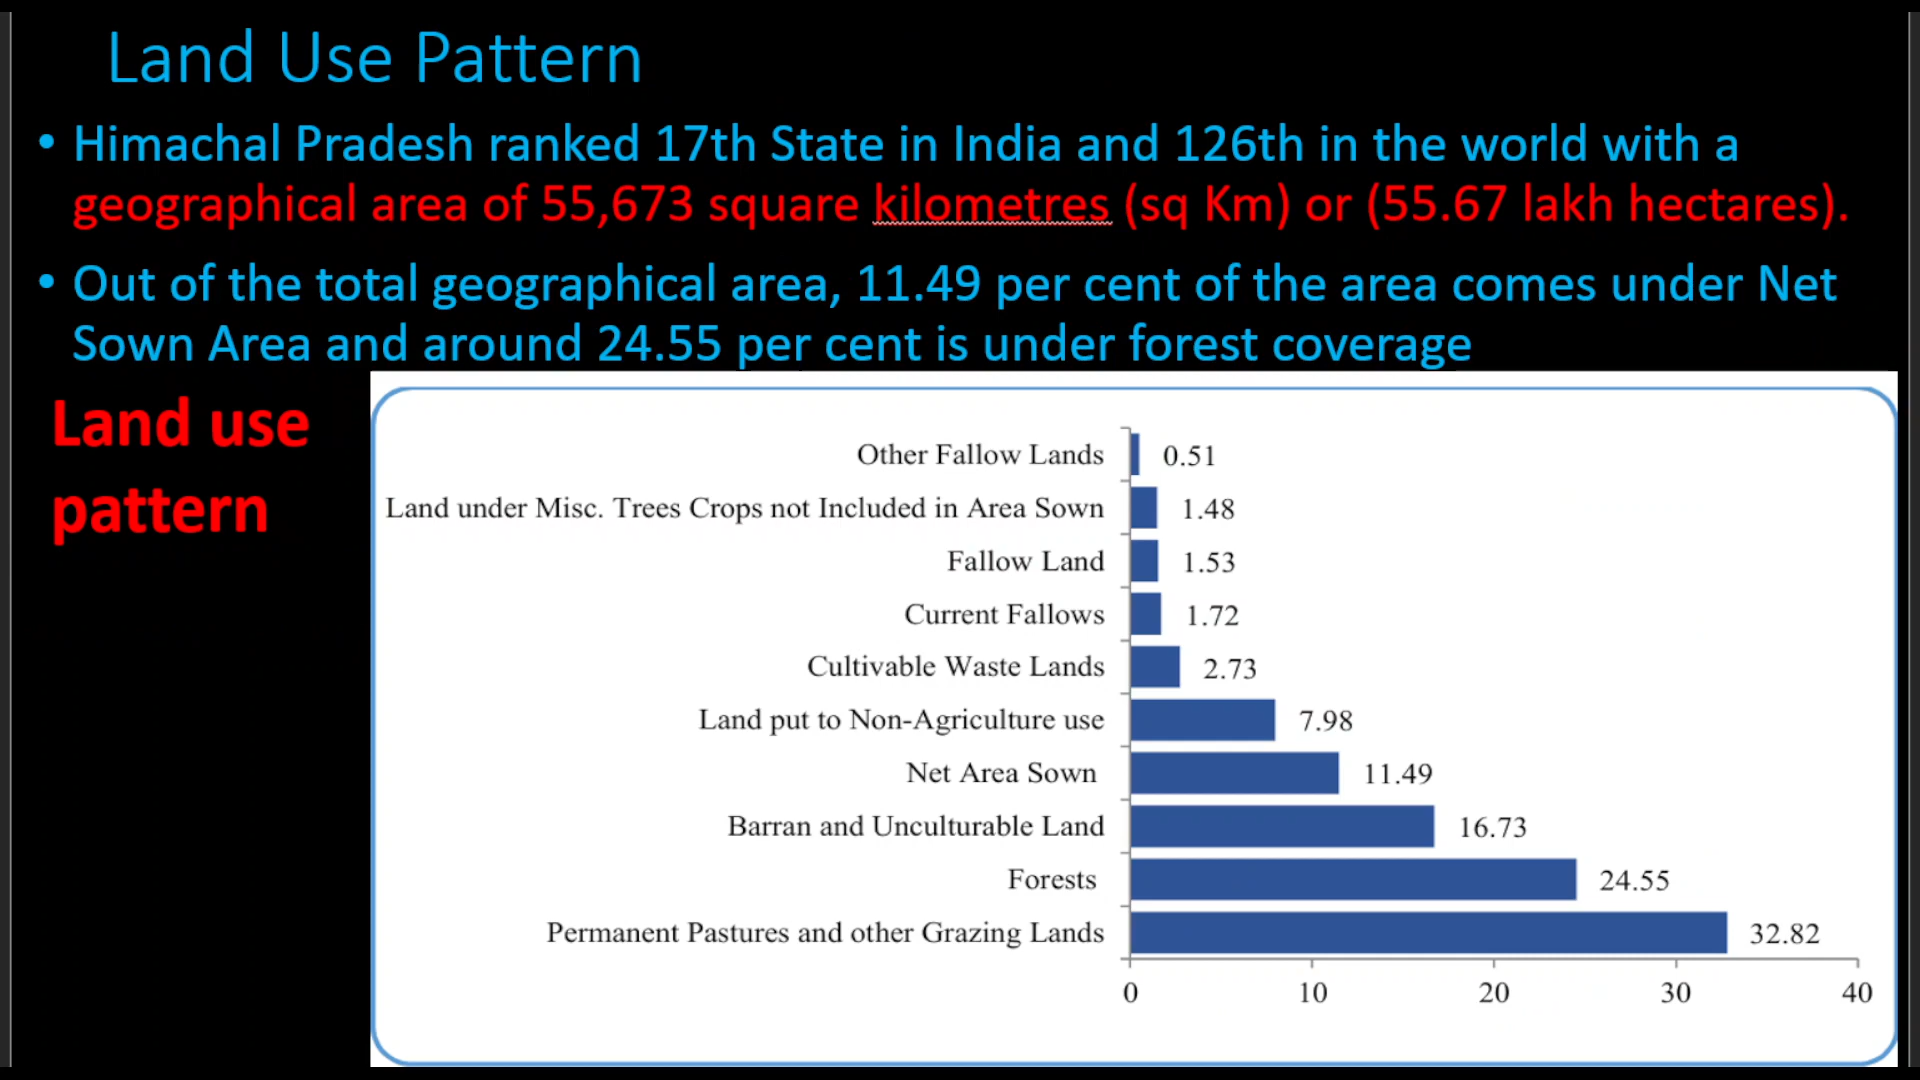 Land Use Pattern
• Himachal Pradesh ranked 17th State in India and 126th in the world with a
geographical area of 55,673 square kilometres (sq Km) or (55.67 lakh hectares).
• Out of the total geographical area, 11.49 per cent of the area comes under Net
Sown Area and around 24.55 per cent is under forest coverage
Land use
pattern
Other Fallow Lands 0.51
Land under Misc. Trees Crops not Included in Area Sown 1.48
Fallow Land 1.53
Current Fallows 1.72
Cultivable Waste Lands 2.73
Land put to Non-Agriculture use 7.98
Net Area Sown 11.49
Barran and Unculturable Land 16.73
Forests 24.55
Permanent Pastures and other Grazing Lands 32.82
0 10 20 30 40